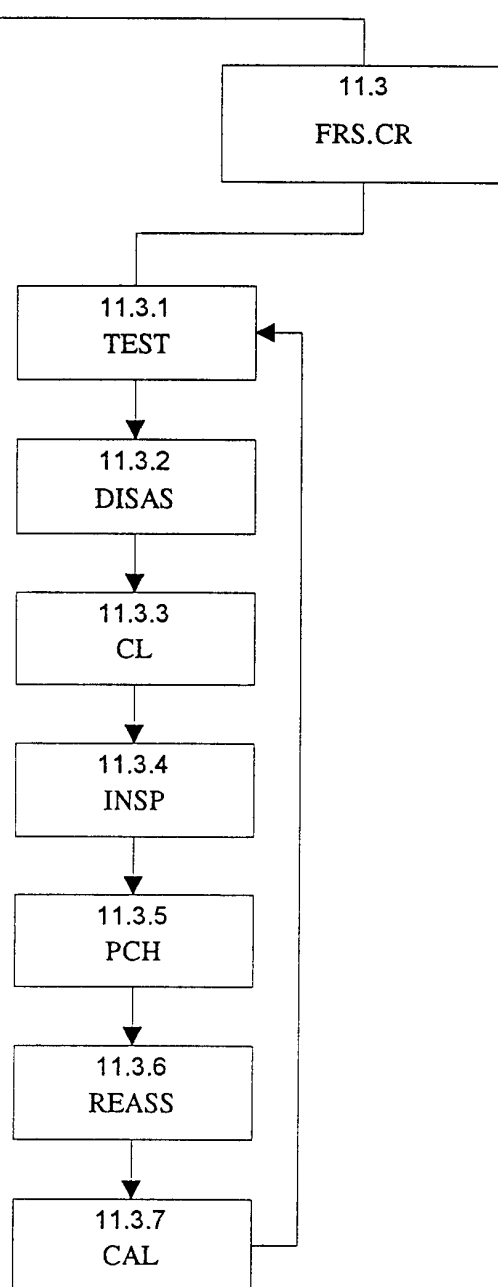 11.3
FRS.CR
11.3.1
TEST
11.3.2
DISAS
11.3.3
CL
11.3.4
INSP
11.3.5
PCH
11.3.6
REASS
11.3.7
CAL